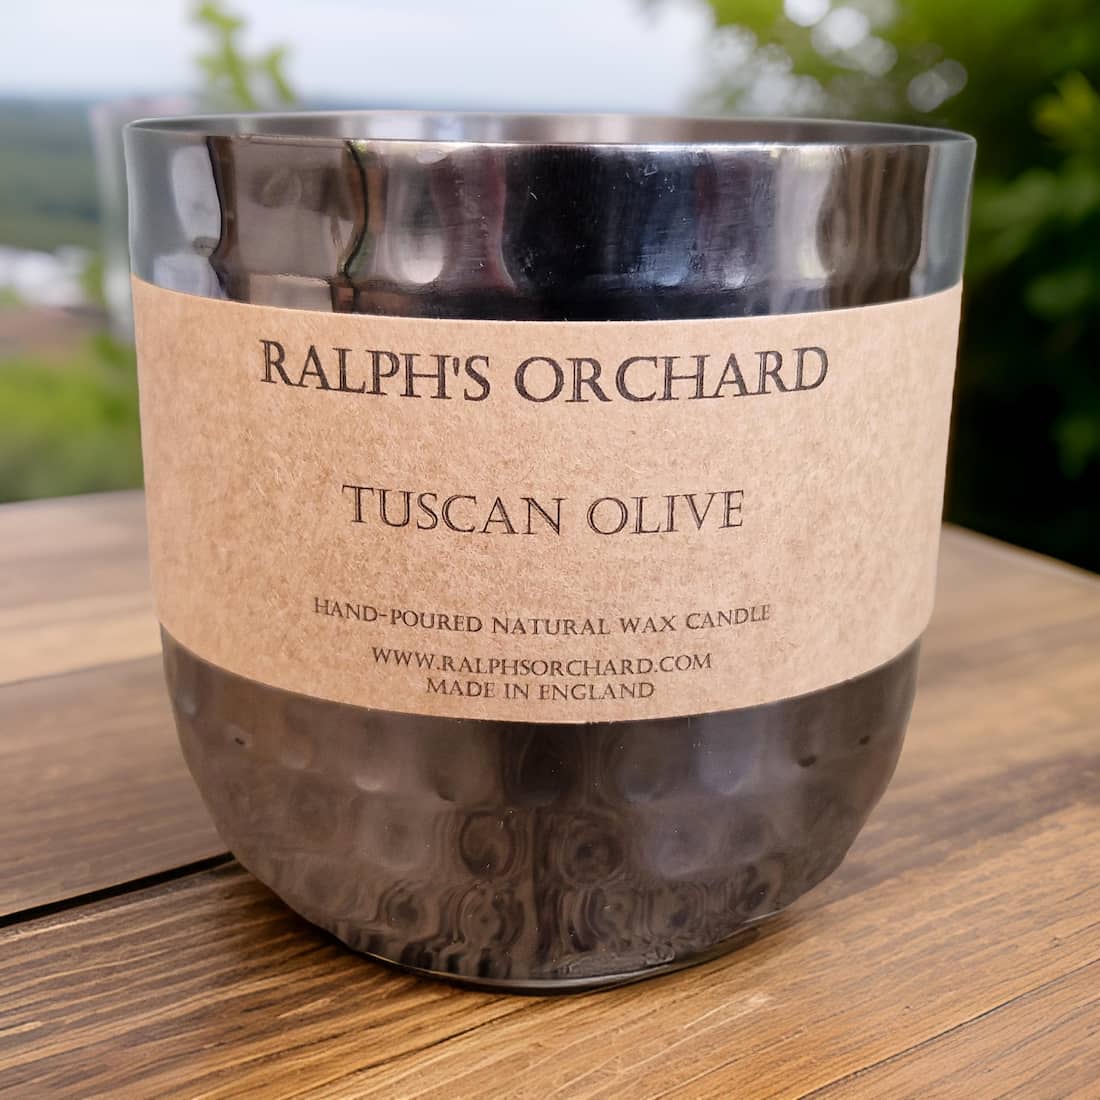 RALPH'S ORCHARD
TUSCAN OLIVE
HAND-POURED NATURAL WAX CANDLE
WWW.RALPHSORCHARD.COM
MADE IN ENGLAND